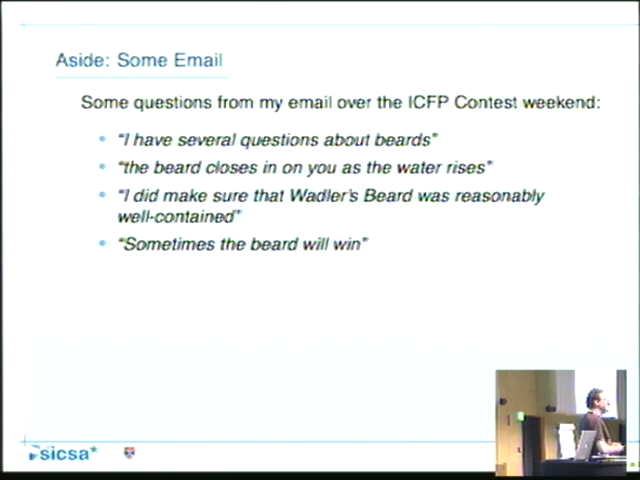 Aside: Some Email
Some questions from my email over the ICFP Contest weekend:
• “I have several questions about beards”
• “the beard closes in on you as the water rises”
• “I did make sure that Wadler's Beard was reasonably
well-contained”
• “Sometimes the beard will win”
sicsa*